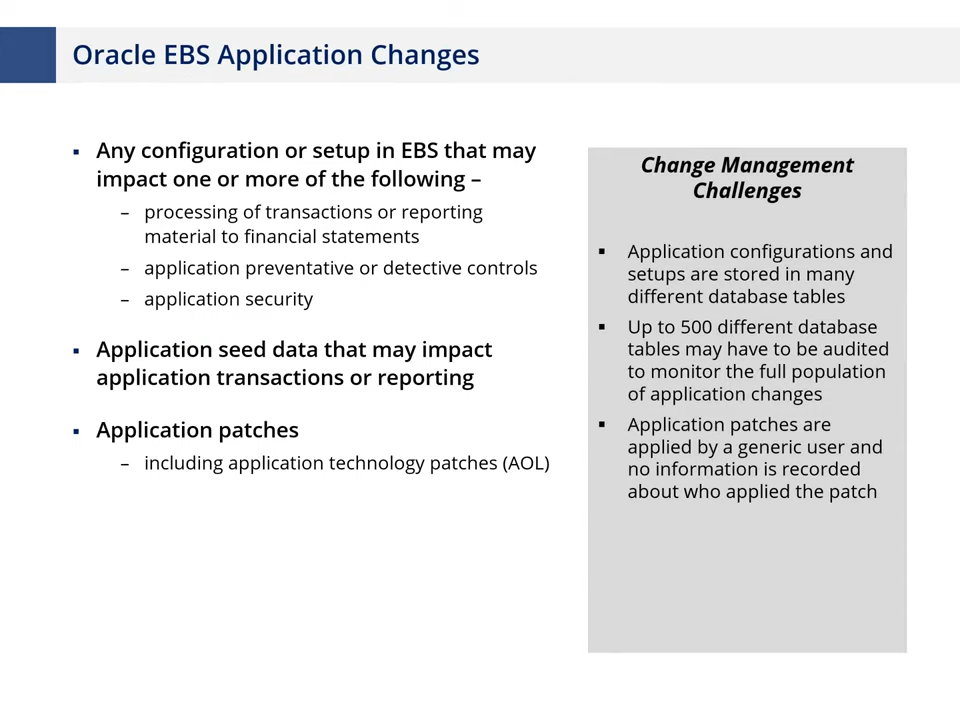 Oracle EBS Application Changes
▪ Any configuration or setup in EBS that may
impact one or more of the following –
– processing of transactions or reporting
material to financial statements
– application preventative or detective controls
– application security
▪ Application seed data that may impact
application transactions or reporting
▪ Application patches
– including application technology patches (AOL)
Change Management
Challenges
▪ Application configurations and
setups are stored in many
different database tables
▪ Up to 500 different database
tables may have to be audited
to monitor the full population
of application changes
▪ Application patches are
applied by a generic user and
no information is recorded
about who applied the patch